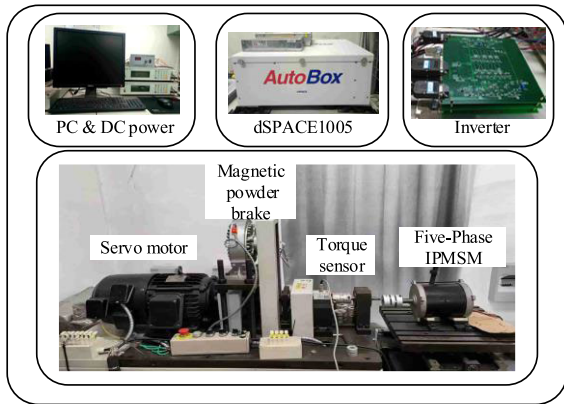 AutoBox
PC & DC power
dSPACE1005
Inverter
Magnetic
powder
brake
Servo motor
Torque
sensor
Five-Phase
IPMSM